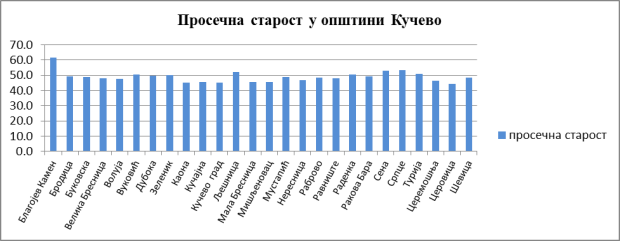 Просечна старост у општини Кучево
70.0
60.0
50.0
40.0
30.0
20.0
10.0
0.0
просечна старост
Благојев Камен
Бродица
Буковска
Велика Бресница
Волуја
Вуковић
Дубока
Зеленик
Каона
Кучајна
Кучево град
Љешница
Мала Бресница
Мишљеновац
Мустапић
Нересница
Раброво
Равниште
Раденка
Ракова Бара
Сена
Српце
Турија
Церемошња
Церовица
Шевица